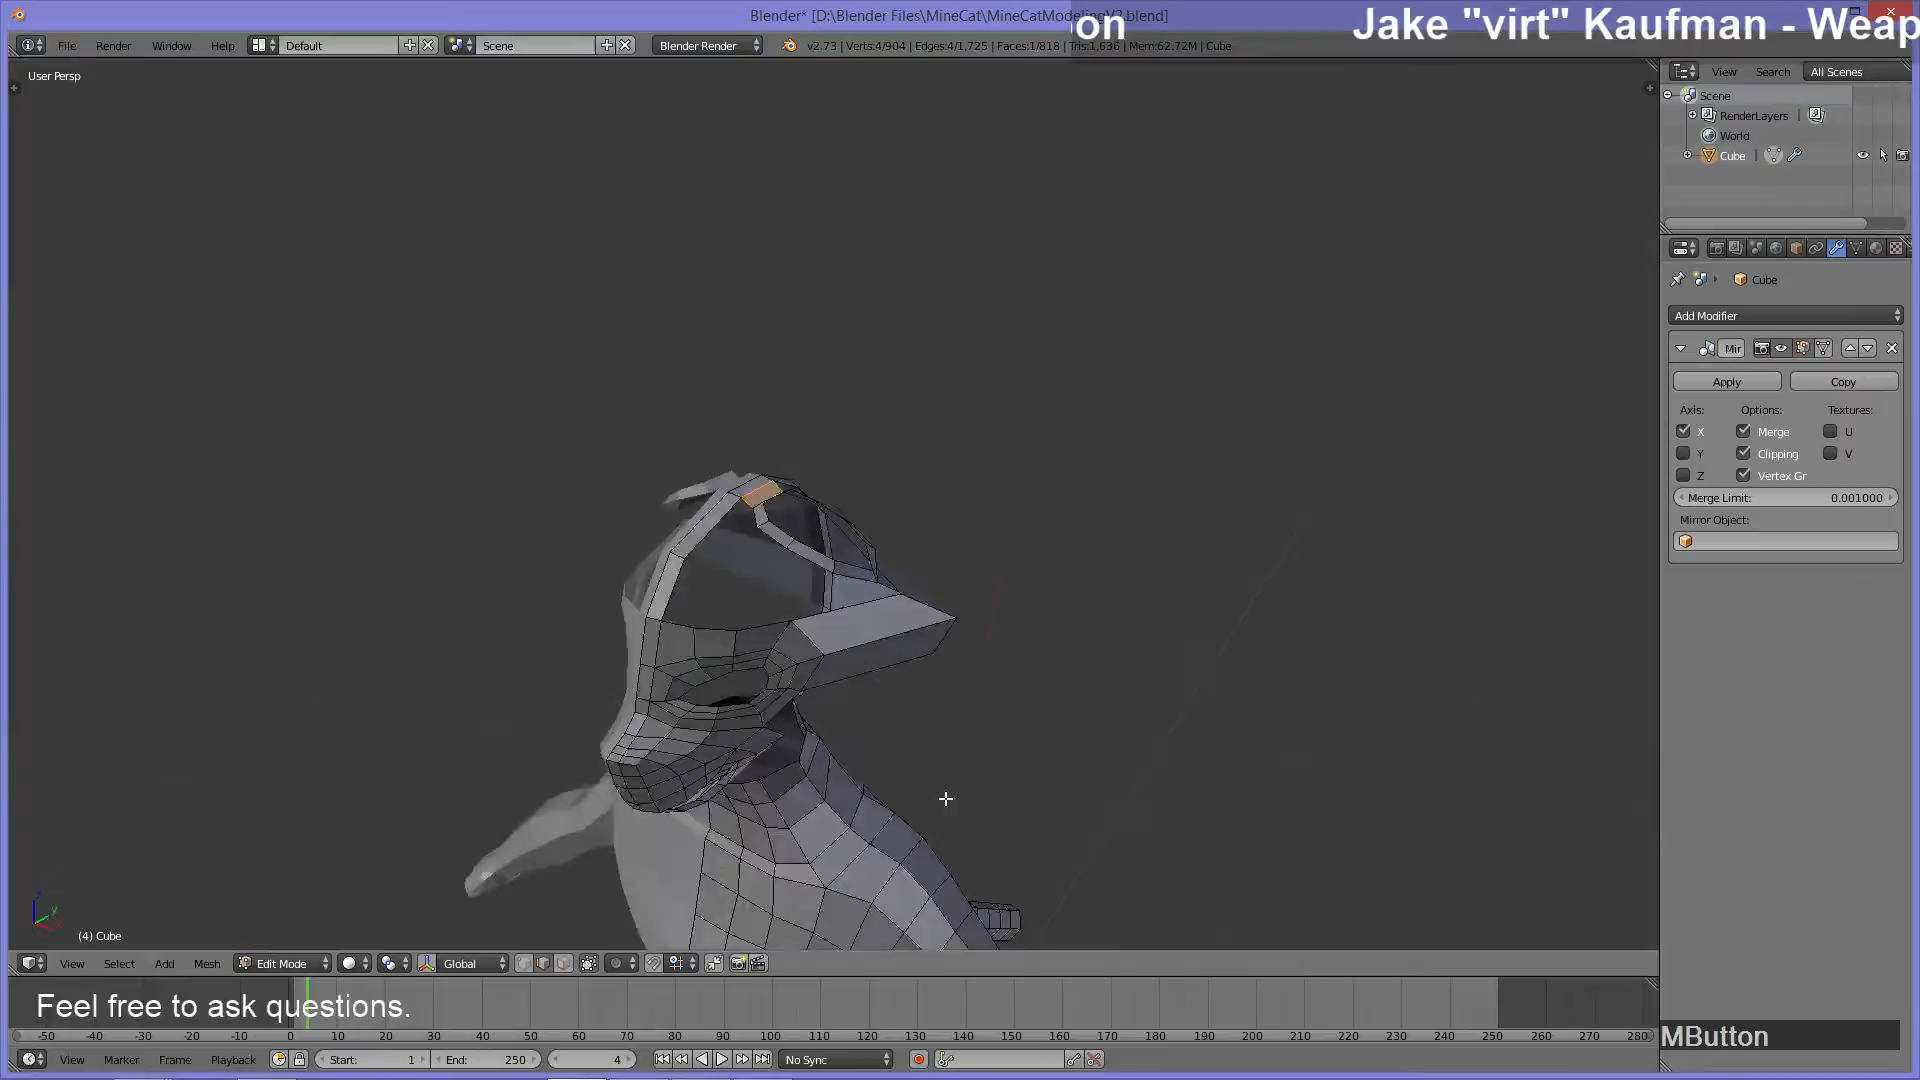 Blender* [D:\Blender Files\MineCat\MineCatModelingV2.blend]
on Jake "virt" Kaufman - Weap
File Render Window Help Default Scene Blender Render v2.73 | Verts:4/904 | Edges:4/1,725 | Faces:1/818 | Tris:1,636 | Mem:62.72M | Cube
User Persp
View Search All Scenes
Scene
RenderLayers
World
Cube
Cube
Add Modifier
Mir
Apply Copy
Axis: Options: Textures:
X Merge U
Y Clipping V
Z Vertex Gr
Merge Limit: 0.001000
Mirror Object:
(4) Cube
View Select Add Mesh Edit Mode Global
Feel free to ask questions.
-50 -40 -30 -20 -10 0 10 20 30 40 50 60 70 80 90 100 110 120 130 140 150 160 170 180 190 200 210 220 230 240 250 260 270 280
MButton
View Marker Frame Playback Start: 1 End: 250 4 No Sync